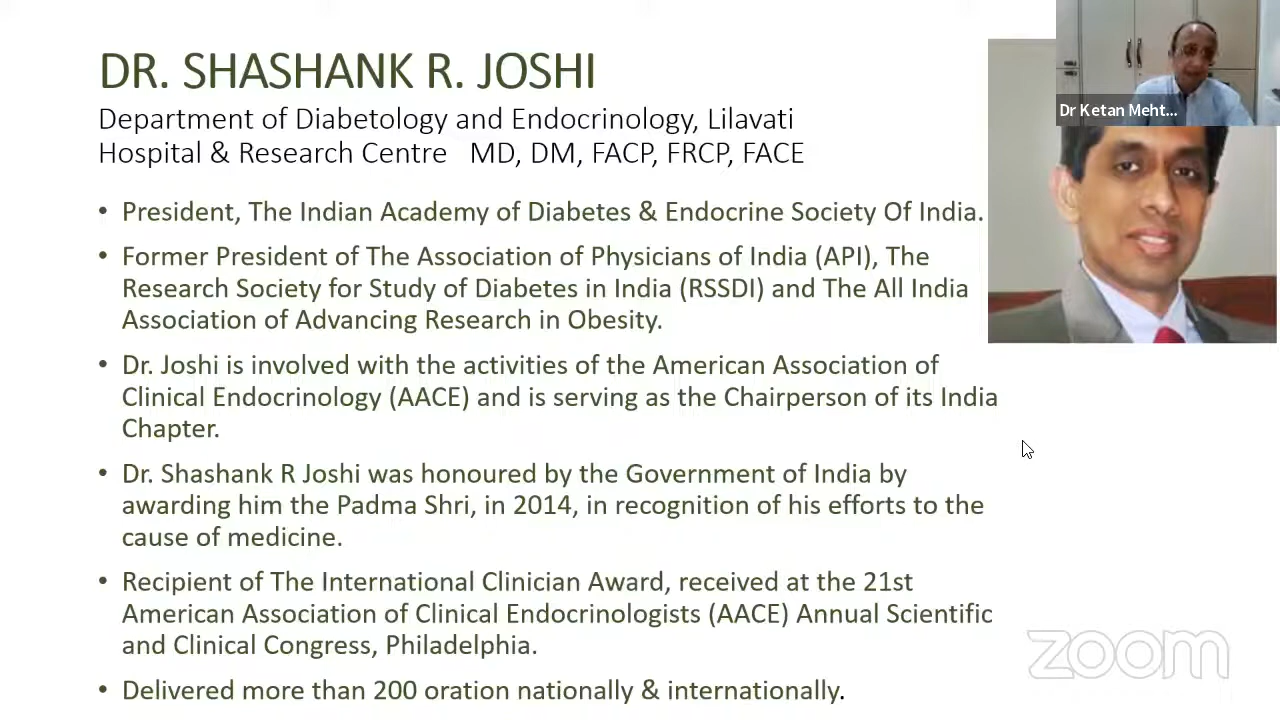 DR. SHASHANK R. JOSHI
Department of Diabetology and Endocrinology, Lilavati
Hospital & Research Centre MD, DM, FACP, FRCP, FACE
• President, The Indian Academy of Diabetes & Endocrine Society Of India.
• Former President of The Association of Physicians of India (API), The
Research Society for Study of Diabetes in India (RSSDI) and The All India
Association of Advancing Research in Obesity.
• Dr. Joshi is involved with the activities of the American Association of
Clinical Endocrinology (AACE) and is serving as the Chairperson of its India
Chapter.
• Dr. Shashank R Joshi was honoured by the Government of India by
awarding him the Padma Shri, in 2014, in recognition of his efforts to the
cause of medicine.
• Recipient of The International Clinician Award, received at the 21st
American Association of Clinical Endocrinologists (AACE) Annual Scientific
and Clinical Congress, Philadelphia.
• Delivered more than 200 oration nationally & internationally.
Dr Ketan Meht...
zoom